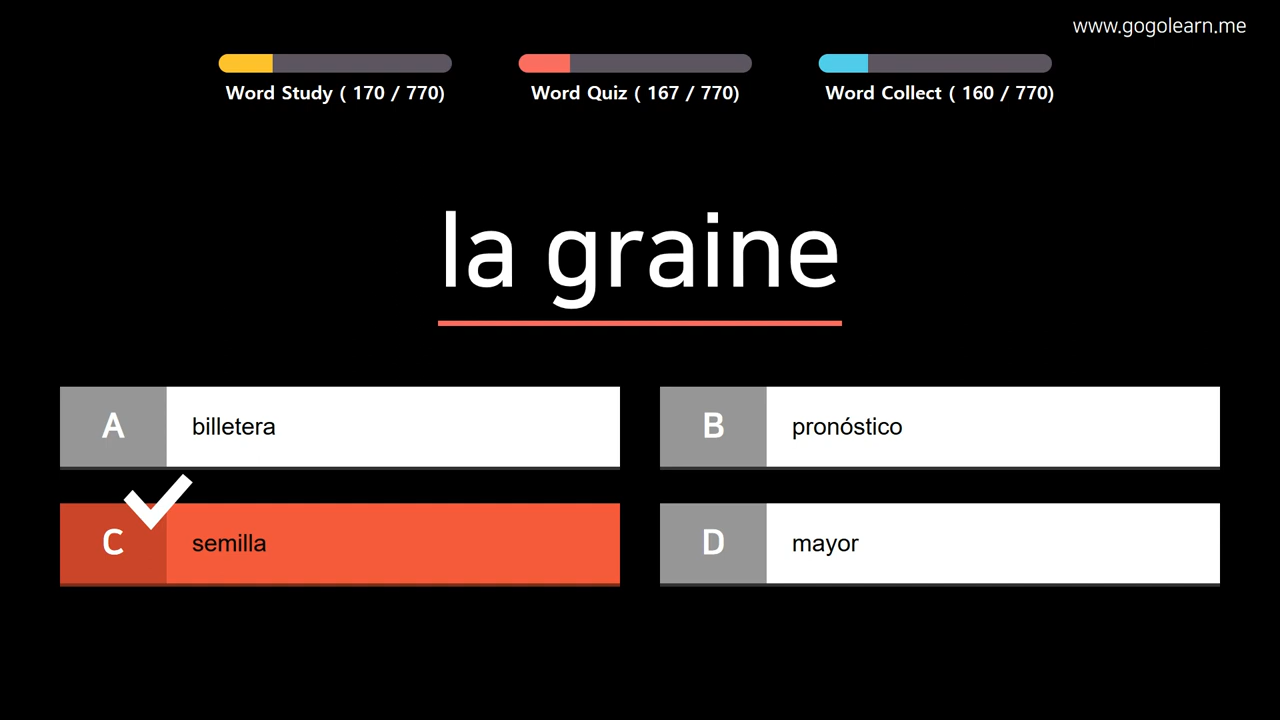 www.gogolearn.me
Word Study ( 170 / 770)
Word Quiz ( 167 / 770)
Word Collect ( 160 / 770)
la graine
A billetera
B pronóstico
C semilla
D mayor